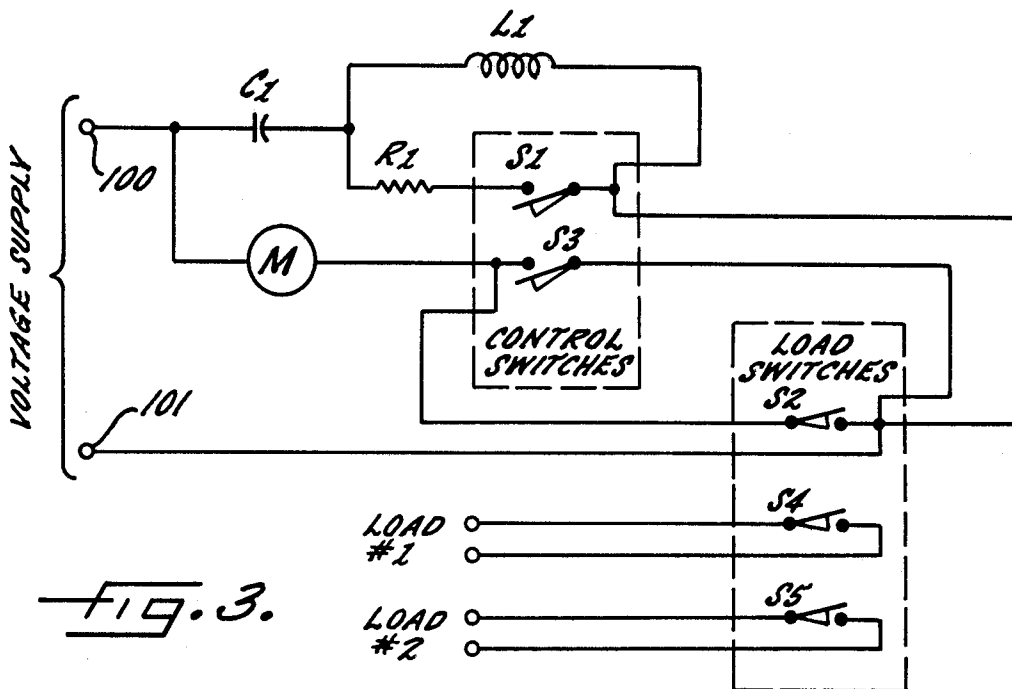 L1
C1
R1
S1
100
VOLTAGE SUPPLY
M
S3
CONTROL
SWITCHES
LOAD
SWITCHES
101
S2
S4
LOAD
#1
S5
LOAD
#2
Fig. 3.